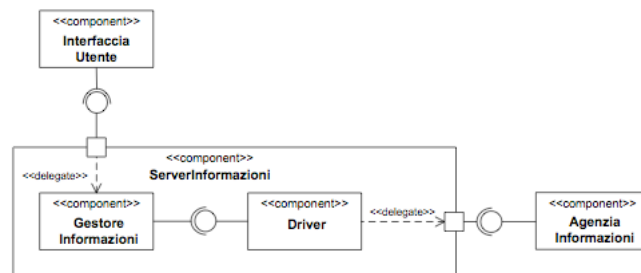 <<component>>
Interfaccia
Utente
<<component>>
ServerInformazioni
<<delegate>>
<<component>>
Gestore
Informazioni
<<component>>
Driver
<<delegate>>
<<component>>
Agenzia
Informazioni